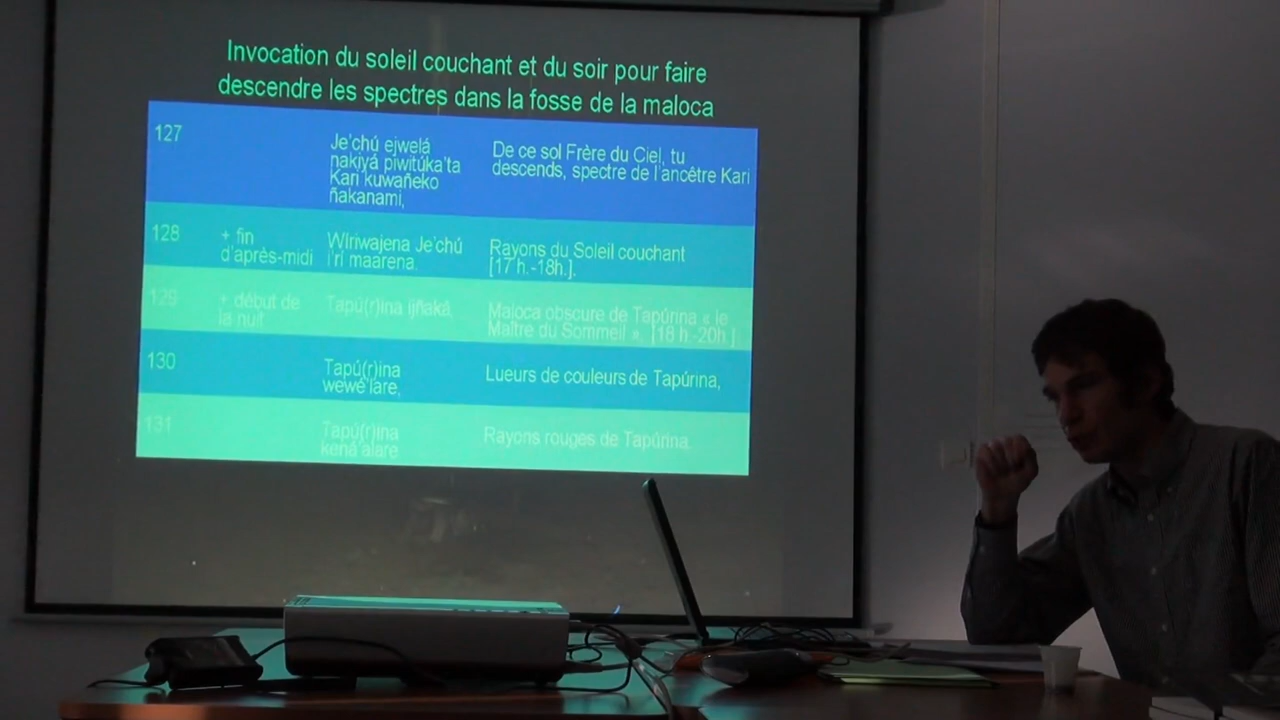 Invocation du soleil couchant et du soir pour faire
descendre les spectres dans la fosse de la maloca
127
Je'chú ejwelá
nakiyá piwitúka'ta
Kari kuwañeko
ñakanami,
De ce sol Frère du Ciel, tu
descends, spectre de l'ancêtre Kari
128
+ fin
d'après-midi
Wíriwajena Je'chú
i'rí maarena.
Rayons du Soleil couchant
[17 h.-18h.].
129
+ début de
la nuit
Tapú(r)ina ijñaká,
Maloca obscure de Tapúrina « le
Maître du Sommeil ». [18 h.-20h.]
130
Tapú(r)ina
wewé'lare,
Lueurs de couleurs de Tapúrina,
131
Tapú(r)ina
kená'alare
Rayons rouges de Tapúrina.